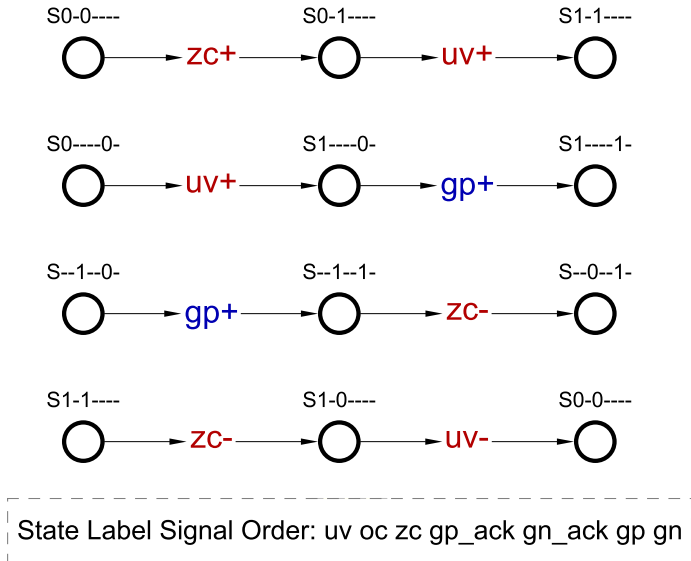 S0-0---- S0-1---- S1-1----
zc+ uv+
S0----0- S1----0- S1----1-
uv+ gp+
S--1--0- S--1--1- S--0--1-
gp+ zc-
S1-1---- S1-0---- S0-0----
zc- uv-
State Label Signal Order: uv oc zc gp_ack gn_ack gp gn